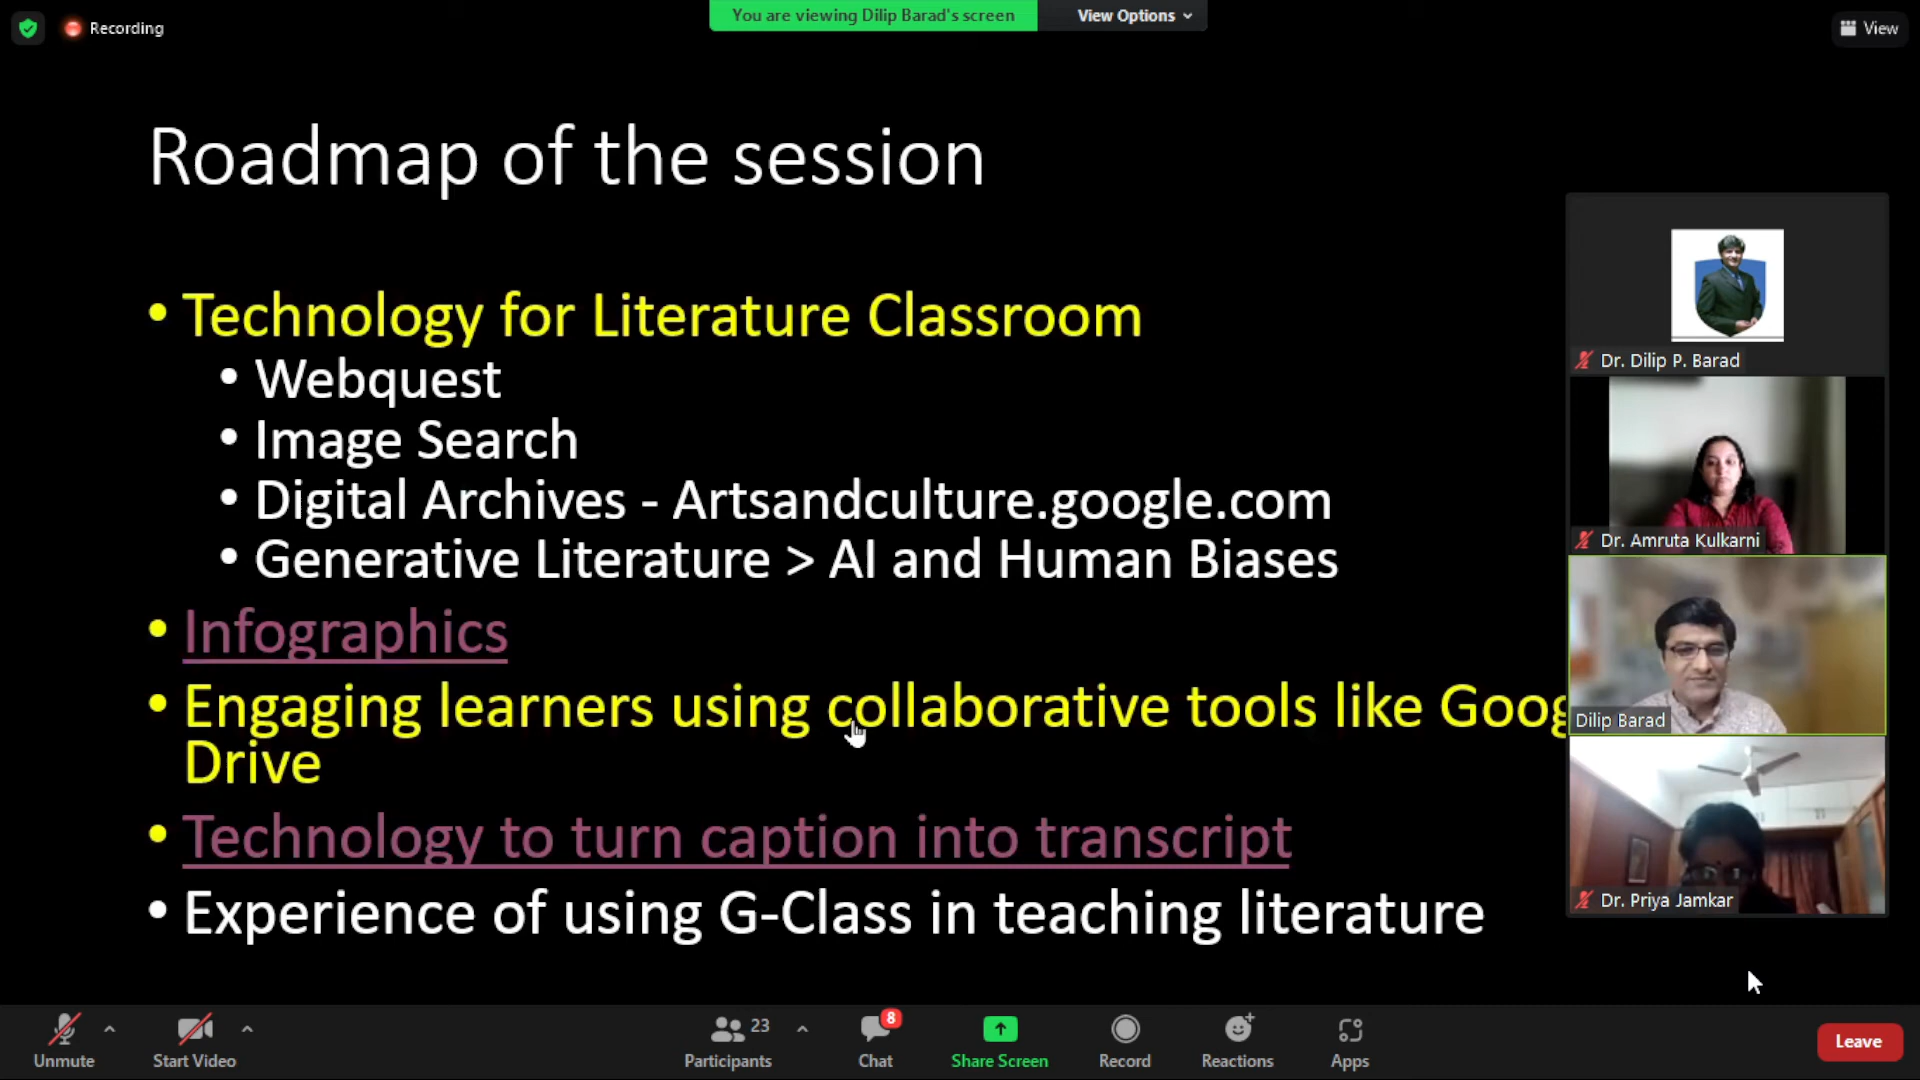 Recording
You are viewing Dilip Barad's screen
View Options
View
Roadmap of the session
• Technology for Literature Classroom
• Webquest
• Image Search
• Digital Archives - Artsandculture.google.com
• Generative Literature > AI and Human Biases
• Infographics
• Engaging learners using collaborative tools like Goog
Drive
• Technology to turn caption into transcript
• Experience of using G-Class in teaching literature
Dr. Dilip P. Barad
Dr. Amruta Kulkarni
Dilip Barad
Dr. Priya Jamkar
Unmute
Start Video
23
Participants
8
Chat
Share Screen
Record
Reactions
Apps
Leave